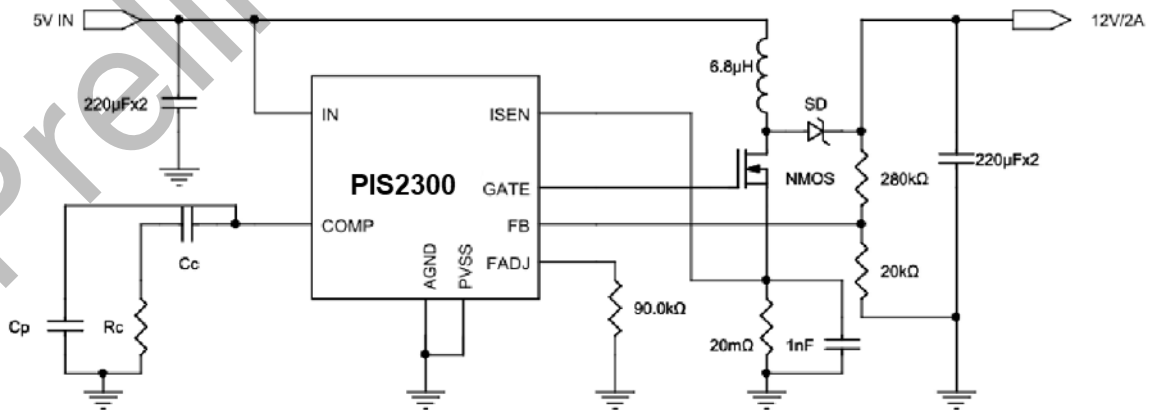 5V IN
12V/2A
6.8µH
SD
220µFx2
IN
ISEN
PIS2300
GATE
NMOS
280kΩ
220µFx2
COMP
FB
Cc
AGND
PVSS
FADJ
20kΩ
90.0kΩ
Cp
Rc
20mΩ
1nF
Preli